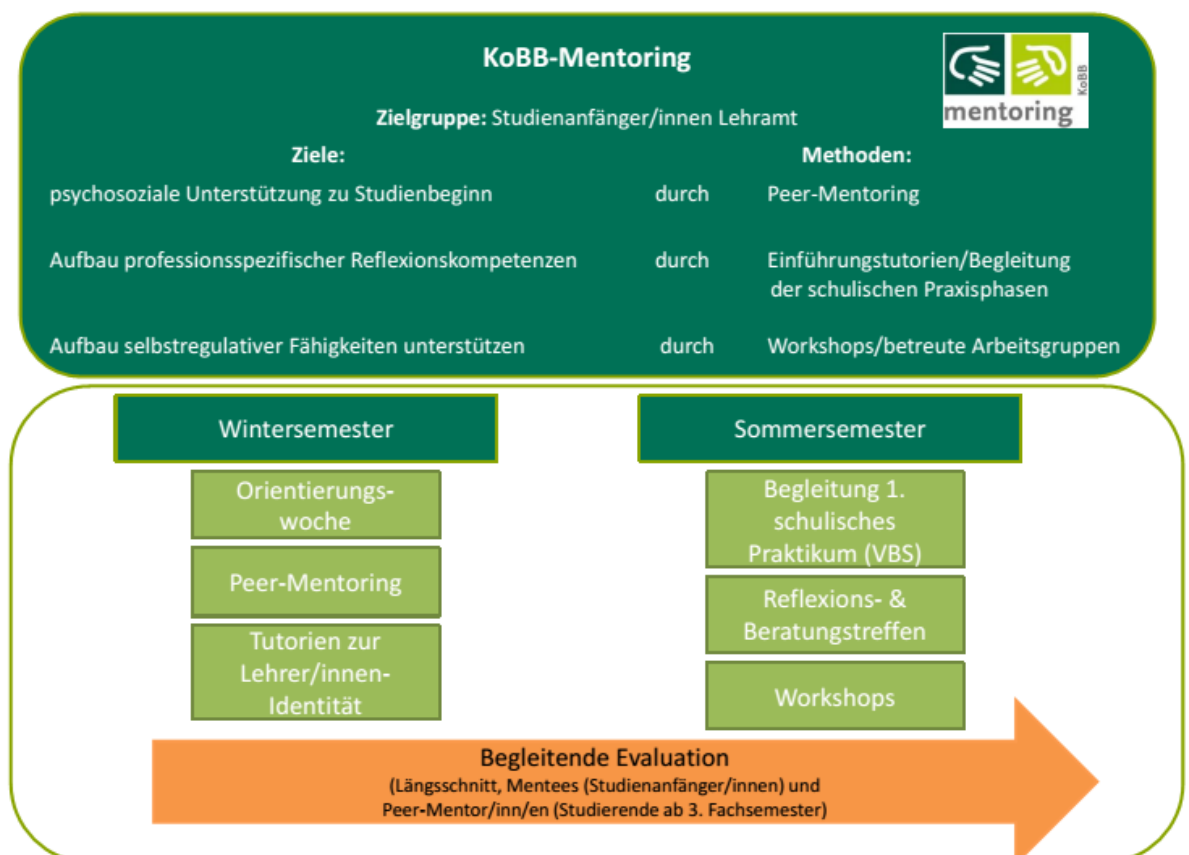 KoBB-Mentoring
KoBB
mentoring
Zielgruppe: Studienanfänger/innen Lehramt
Ziele: Methoden:
psychosoziale Unterstützung zu Studienbeginn durch Peer-Mentoring
Aufbau professionsspezifischer Reflexionskompetenzen durch Einführungstutorien/Begleitung
der schulischen Praxisphasen
Aufbau selbstregulativer Fähigkeiten unterstützen durch Workshops/betreute Arbeitsgruppen
Wintersemester
Orientierungs-
woche
Peer-Mentoring
Tutorien zur
Lehrer/innen-
Identität
Sommersemester
Begleitung 1.
schulisches
Praktikum (VBS)
Reflexions- &
Beratungstreffen
Workshops
Begleitende Evaluation
(Längsschnitt, Mentees (Studienanfänger/innen) und
Peer-Mentor/inn/en (Studierende ab 3. Fachsemester)